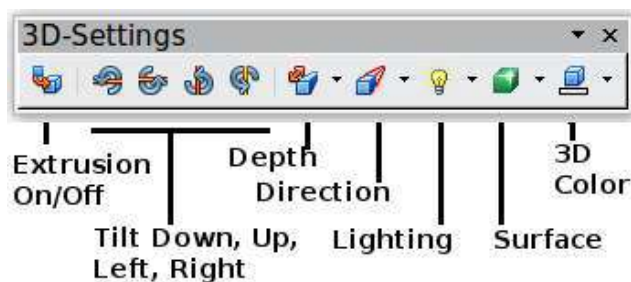 3D-Settings
Extrusion
On/Off
Depth
Direction
3D
Color
Tilt Down, Up,
Left, Right
Lighting
Surface